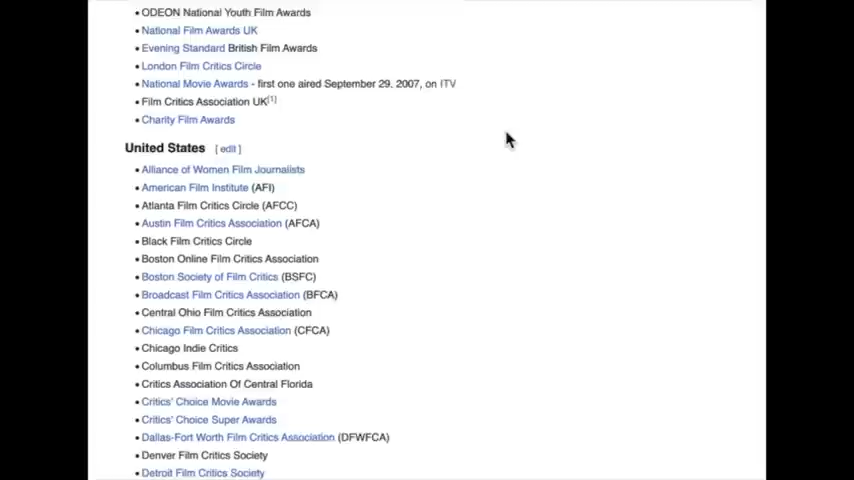 • ODEON National Youth Film Awards
• National Film Awards UK
• Evening Standard British Film Awards
• London Film Critics Circle
• National Movie Awards - first one aired September 29, 2007, on ITV
• Film Critics Association UK[1]
• Charity Film Awards
United States [ edit ]
• Alliance of Women Film Journalists
• American Film Institute (AFI)
• Atlanta Film Critics Circle (AFCC)
• Austin Film Critics Association (AFCA)
• Black Film Critics Circle
• Boston Online Film Critics Association
• Boston Society of Film Critics (BSFC)
• Broadcast Film Critics Association (BFCA)
• Central Ohio Film Critics Association
• Chicago Film Critics Association (CFCA)
• Chicago Indie Critics
• Columbus Film Critics Association
• Critics Association Of Central Florida
• Critics' Choice Movie Awards
• Critics' Choice Super Awards
• Dallas-Fort Worth Film Critics Association (DFWFCA)
• Denver Film Critics Society
• Detroit Film Critics Society